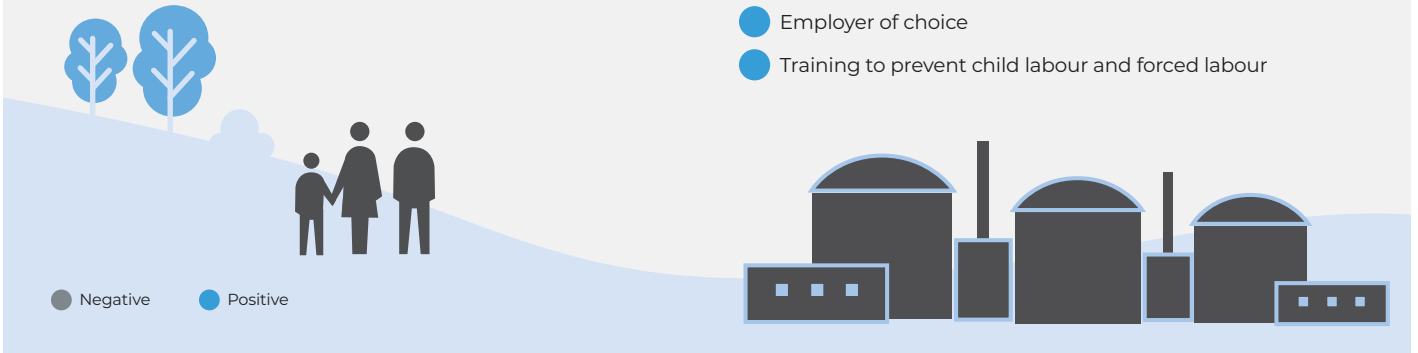 Employer of choice
Training to prevent child labour and forced labour
Negative
Positive